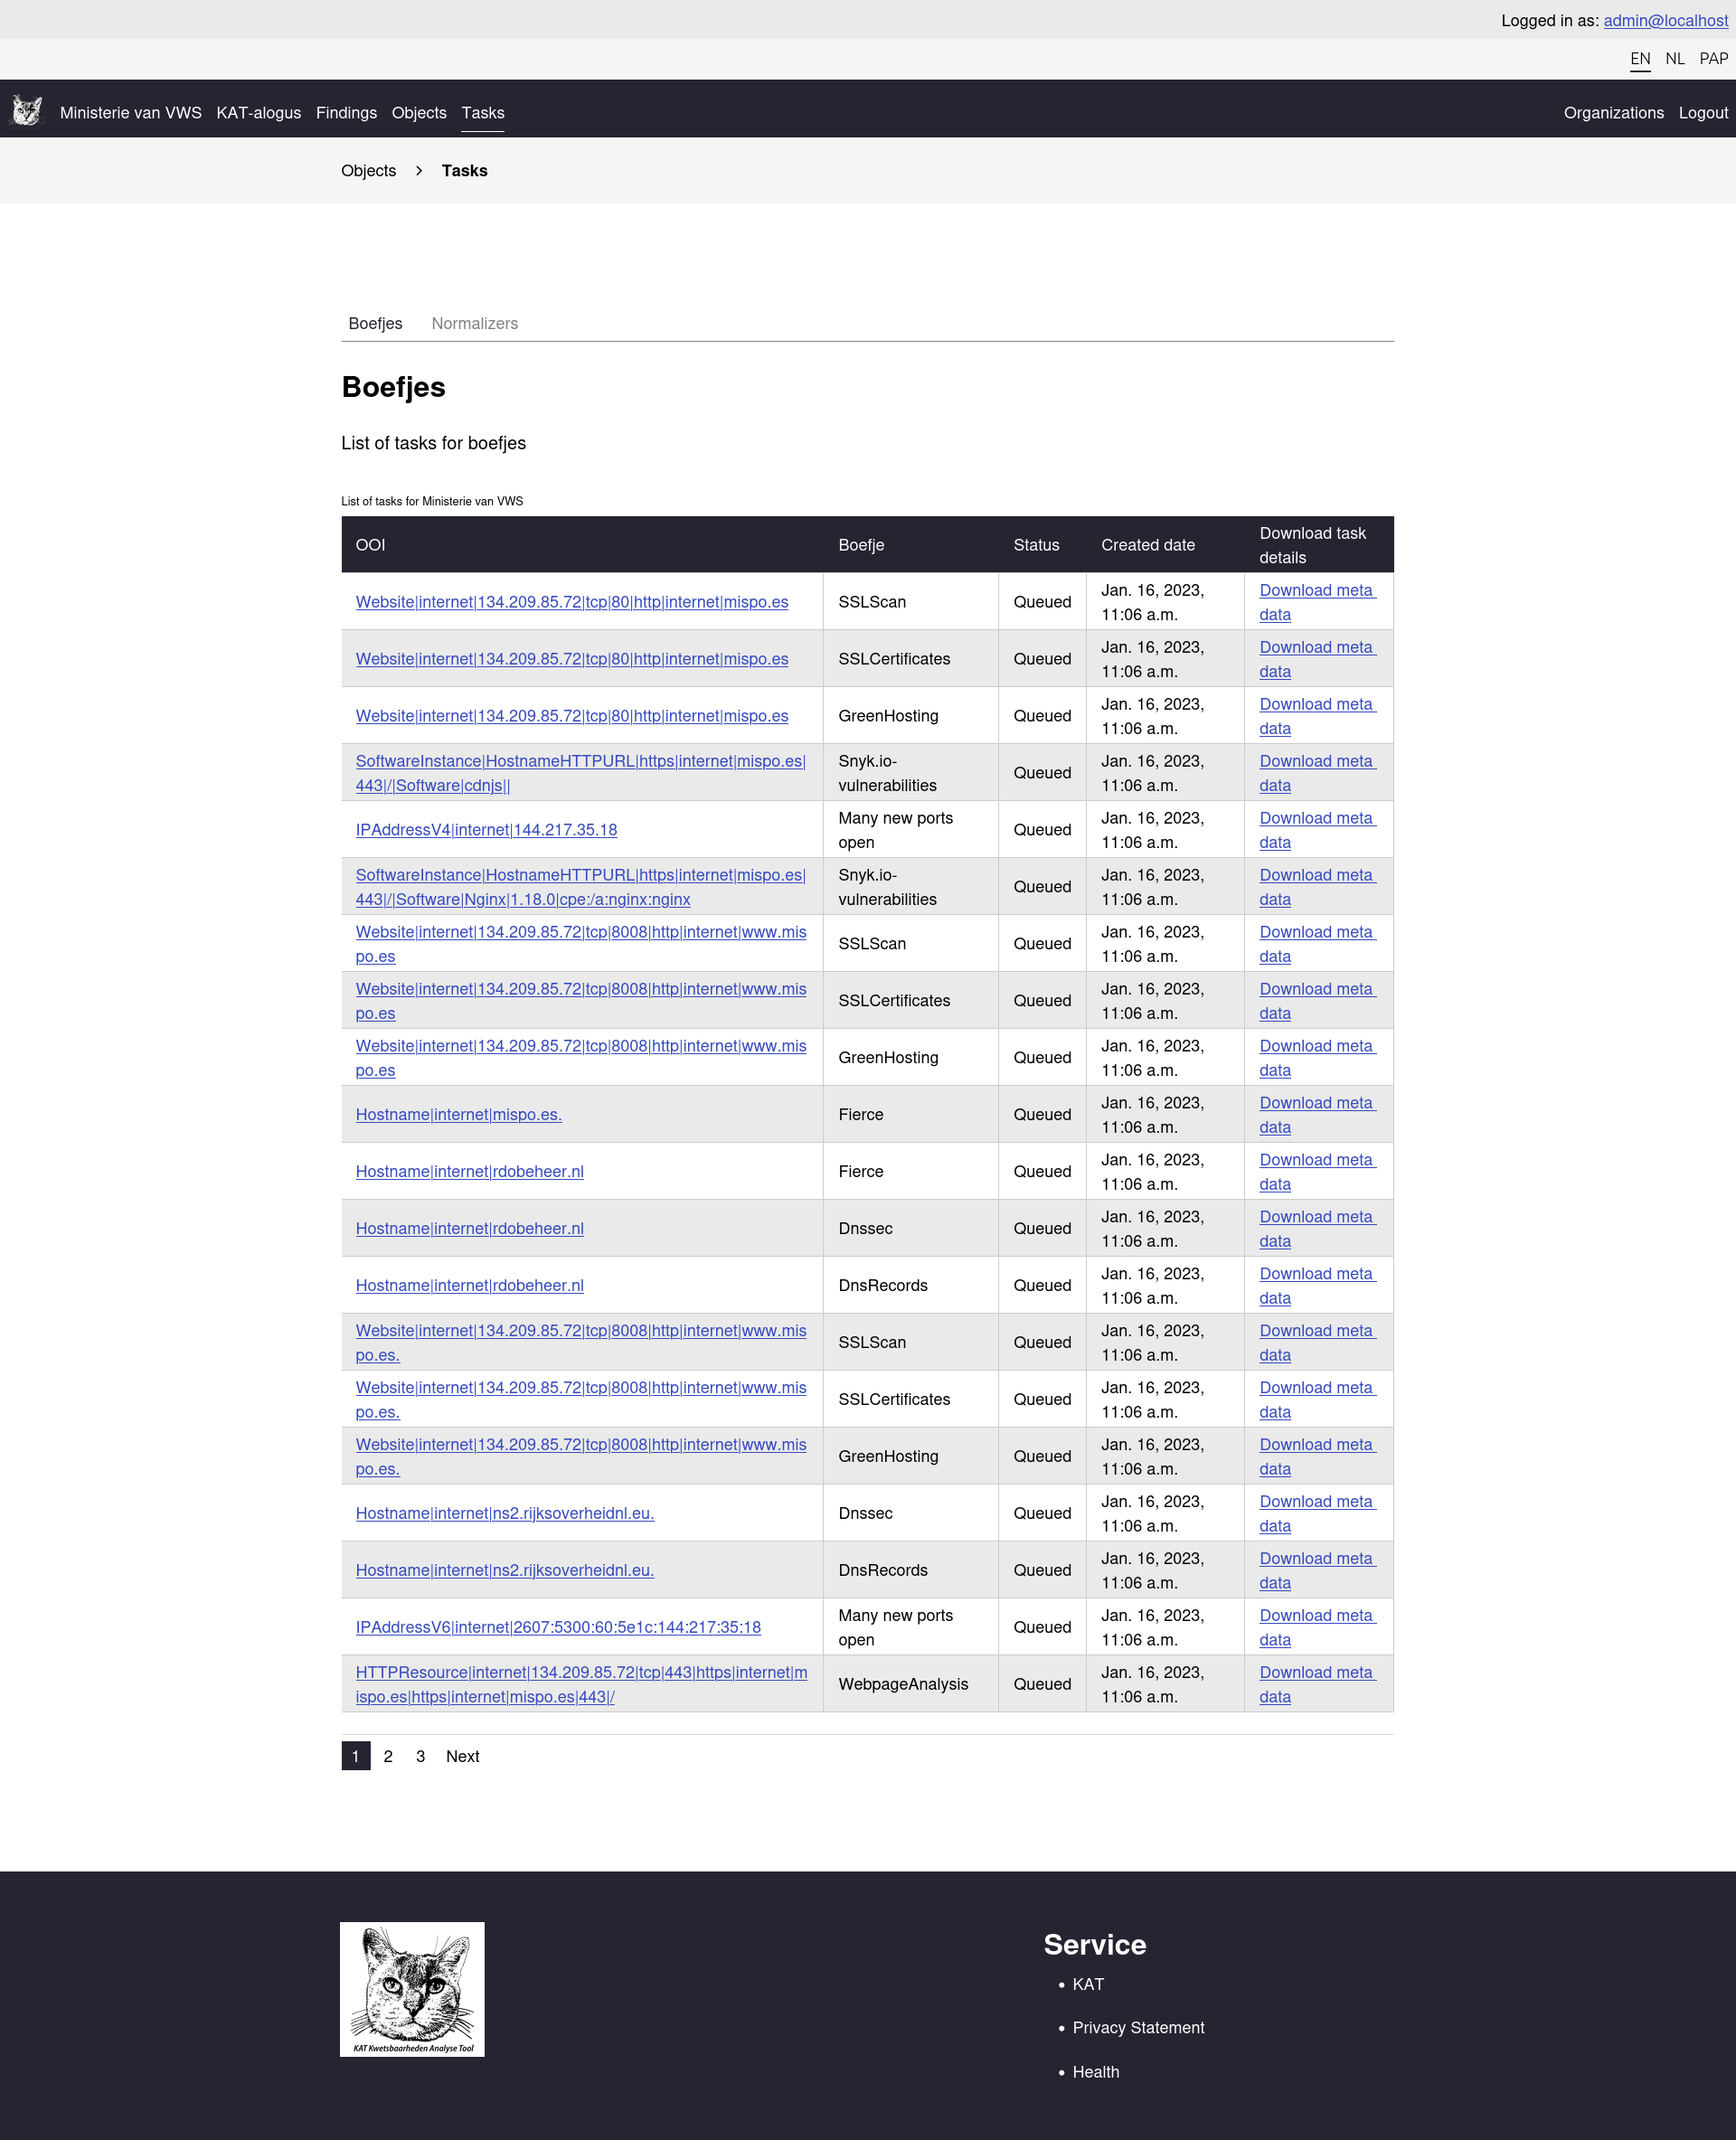 Logged in as: admin@localhost
EN NL PAP
Ministerie van VWS KAT-alogus Findings Objects Tasks Organizations Logout
Objects > Tasks
Boefjes Normalizers
Boefjes
List of tasks for boefjes
List of tasks for Ministerie van VWS
OOI Boefje Status Created date Download task
details
Website|internet|134.209.85.72|tcp|80|http|internet|mispo.es SSLScan Queued Jan. 16, 2023, Download meta
11:06 a.m. data
Website|internet|134.209.85.72|tcp|80|http|internet|mispo.es SSLCertificates Queued Jan. 16, 2023, Download meta
11:06 a.m. data
Website|internet|134.209.85.72|tcp|80|http|internet|mispo.es GreenHosting Queued Jan. 16, 2023, Download meta
11:06 a.m. data
SoftwareInstance|HostnameHTTPURL|https|internet|mispo.es| Snyk.io- Queued Jan. 16, 2023, Download meta
443|/|Software|cdnjs|| vulnerabilities 11:06 a.m. data
IPAddressV4|internet|144.217.35.18 Many new ports Queued Jan. 16, 2023, Download meta
open 11:06 a.m. data
SoftwareInstance|HostnameHTTPURL|https|internet|mispo.es| Snyk.io- Queued Jan. 16, 2023, Download meta
443|/|Software|Nginx|1.18.0|cpe:/a:nginx:nginx vulnerabilities 11:06 a.m. data
Website|internet|134.209.85.72|tcp|8008|http|internet|www.mis SSLScan Queued Jan. 16, 2023, Download meta
po.es 11:06 a.m. data
Website|internet|134.209.85.72|tcp|8008|http|internet|www.mis SSLCertificates Queued Jan. 16, 2023, Download meta
po.es 11:06 a.m. data
Website|internet|134.209.85.72|tcp|8008|http|internet|www.mis GreenHosting Queued Jan. 16, 2023, Download meta
po.es 11:06 a.m. data
Hostname|internet|mispo.es. Fierce Queued Jan. 16, 2023, Download meta
11:06 a.m. data
Hostname|internet|rdobeheer.nl Fierce Queued Jan. 16, 2023, Download meta
11:06 a.m. data
Hostname|internet|rdobeheer.nl Dnssec Queued Jan. 16, 2023, Download meta
11:06 a.m. data
Hostname|internet|rdobeheer.nl DnsRecords Queued Jan. 16, 2023, Download meta
11:06 a.m. data
Website|internet|134.209.85.72|tcp|8008|http|internet|www.mis SSLScan Queued Jan. 16, 2023, Download meta
po.es. 11:06 a.m. data
Website|internet|134.209.85.72|tcp|8008|http|internet|www.mis SSLCertificates Queued Jan. 16, 2023, Download meta
po.es. 11:06 a.m. data
Website|internet|134.209.85.72|tcp|8008|http|internet|www.mis GreenHosting Queued Jan. 16, 2023, Download meta
po.es. 11:06 a.m. data
Hostname|internet|ns2.rijksoverheidnl.eu. Dnssec Queued Jan. 16, 2023, Download meta
11:06 a.m. data
Hostname|internet|ns2.rijksoverheidnl.eu. DnsRecords Queued Jan. 16, 2023, Download meta
11:06 a.m. data
IPAddressV6|internet|2607:5300:60:5e1c:144:217:35:18 Many new ports Queued Jan. 16, 2023, Download meta
open 11:06 a.m. data
HTTPResource|internet|134.209.85.72|tcp|443|https|internet|m WebpageAnalysis Queued Jan. 16, 2023, Download meta
ispo.es|https|internet|mispo.es|443|/ 11:06 a.m. data
1 2 3 Next
KAT Kwetsbaarheden Analyse Tool
Service
• KAT
• Privacy Statement
• Health